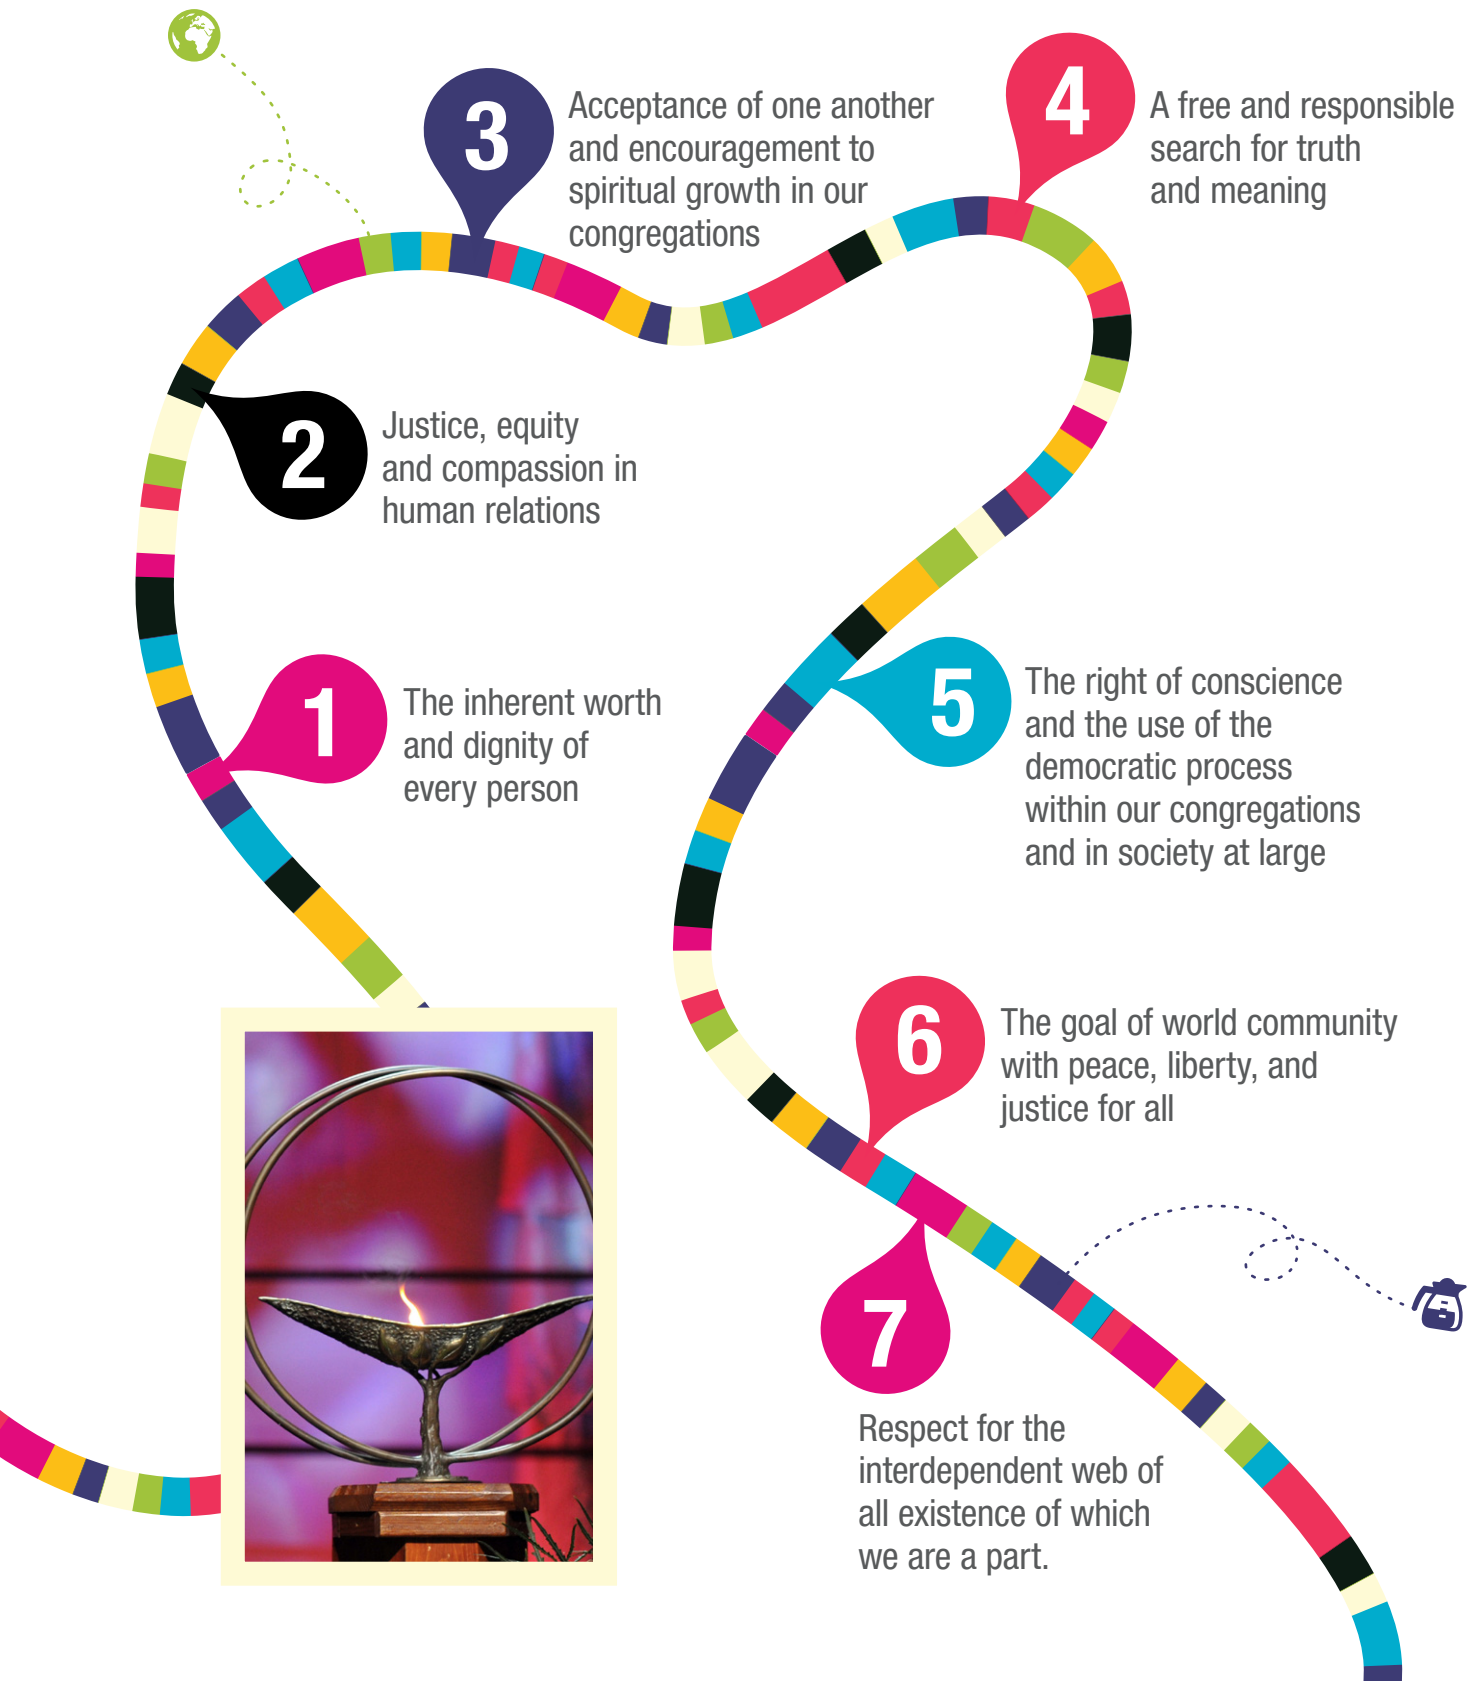 1
The inherent worth
and dignity of
every person
2
Justice, equity
and compassion in
human relations
3
Acceptance of one another
and encouragement to
spiritual growth in our
congregations
4
A free and responsible
search for truth
and meaning
5
The right of conscience
and the use of the
democratic process
within our congregations
and in society at large
6
The goal of world community
with peace, liberty, and
justice for all
7
Respect for the
interdependent web of
all existence of which
we are a part.